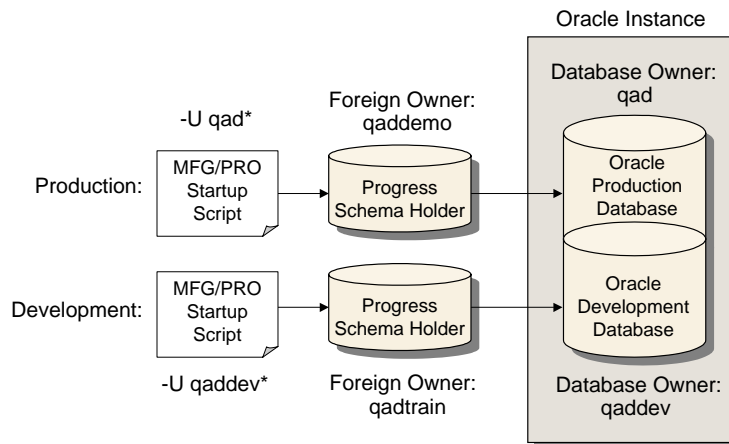 Oracle Instance
Database Owner:
qad
Foreign Owner:
qaddemo
-U qad*
Production:
MFG/PRO
Startup
Script
Progress
Schema Holder
Oracle
Production
Database
Development:
MFG/PRO
Startup
Script
Progress
Schema Holder
Oracle
Development
Database
-U qaddev*
Foreign Owner:
qadtrain
Database Owner:
qaddev